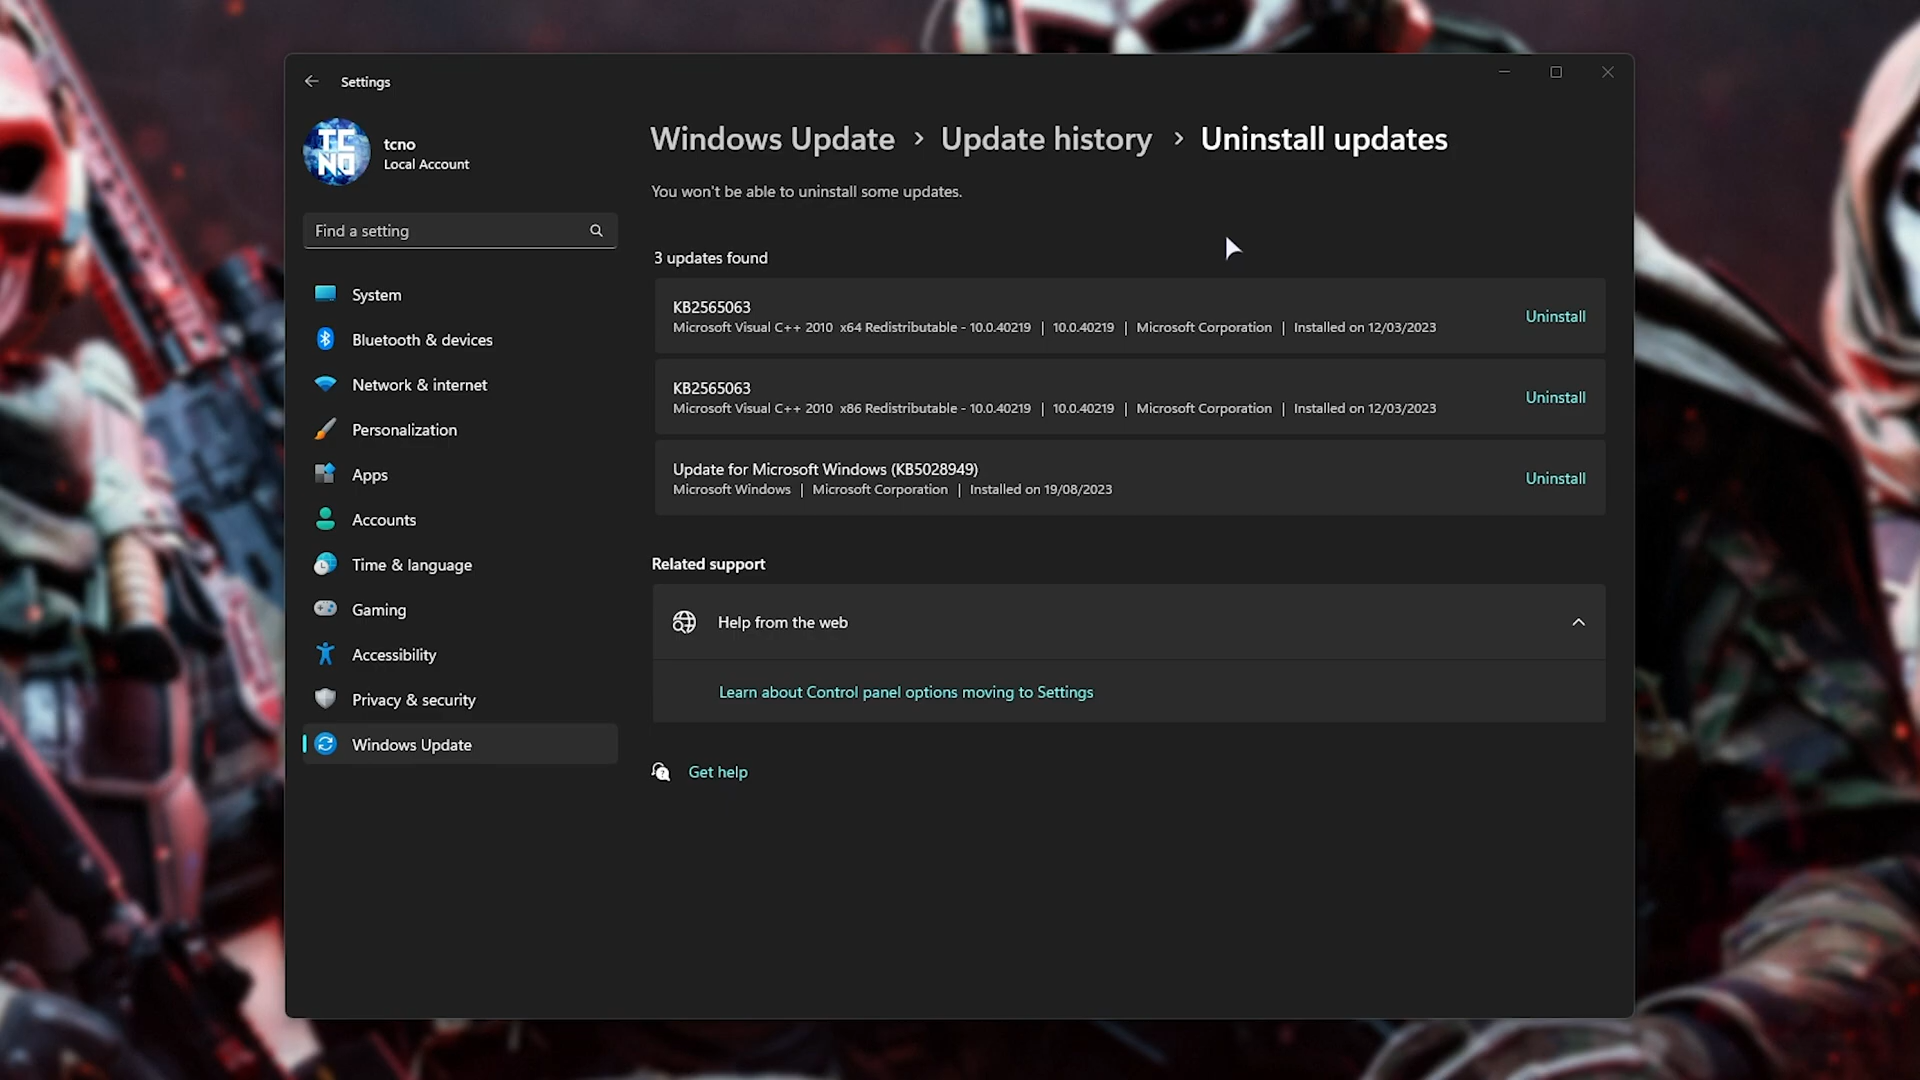 Settings
TC
NO
tcno
Local Account
Find a setting
System
Bluetooth & devices
Network & internet
Personalization
Apps
Accounts
Time & language
Gaming
Accessibility
Privacy & security
Windows Update
Windows Update > Update history > Uninstall updates
You won't be able to uninstall some updates.
3 updates found
KB2565063
Microsoft Visual C++ 2010  x64 Redistributable - 10.0.40219 | 10.0.40219 | Microsoft Corporation | Installed on 12/03/2023
Uninstall
KB2565063
Microsoft Visual C++ 2010  x86 Redistributable - 10.0.40219 | 10.0.40219 | Microsoft Corporation | Installed on 12/03/2023
Uninstall
Update for Microsoft Windows (KB5028949)
Microsoft Windows | Microsoft Corporation | Installed on 19/08/2023
Uninstall
Related support
Help from the web
Learn about Control panel options moving to Settings
Get help